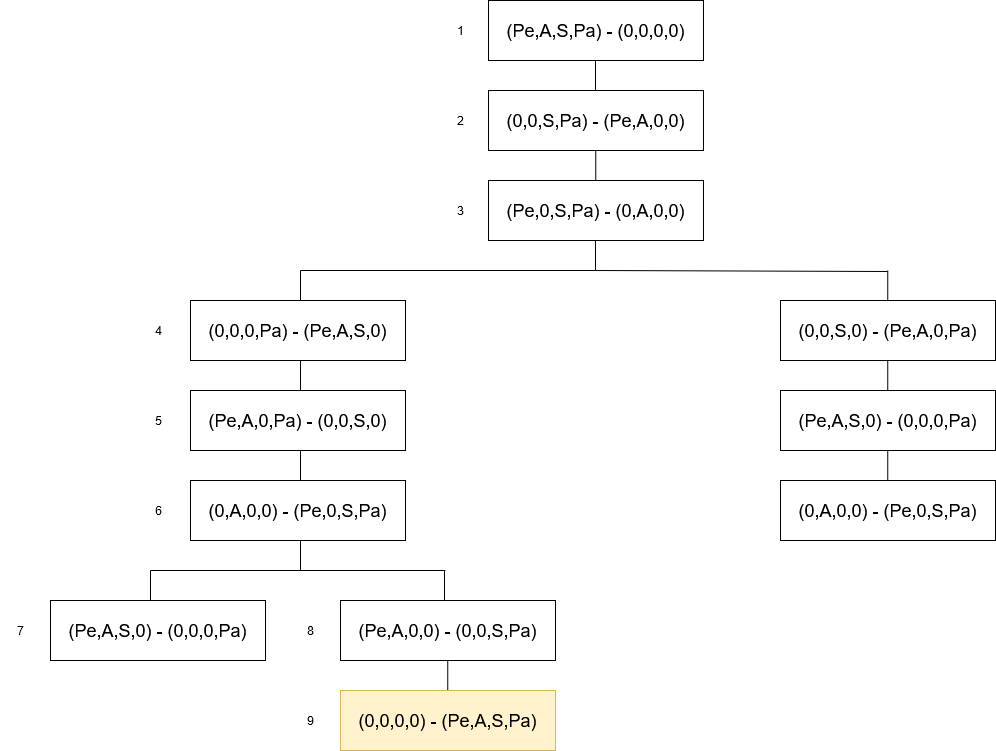 1
(Pe,A,S,Pa) - (0,0,0,0)
2
(0,0,S,Pa) - (Pe,A,0,0)
3
(Pe,0,S,Pa) - (0,A,0,0)
4
(0,0,0,Pa) - (Pe,A,S,0)
(0,0,S,0) - (Pe,A,0,Pa)
5
(Pe,A,0,Pa) - (0,0,S,0)
(Pe,A,S,0) - (0,0,0,Pa)
6
(0,A,0,0) - (Pe,0,S,Pa)
(0,A,0,0) - (Pe,0,S,Pa)
7
(Pe,A,S,0) - (0,0,0,Pa)
8
(Pe,A,0,0) - (0,0,S,Pa)
9
(0,0,0,0) - (Pe,A,S,Pa)